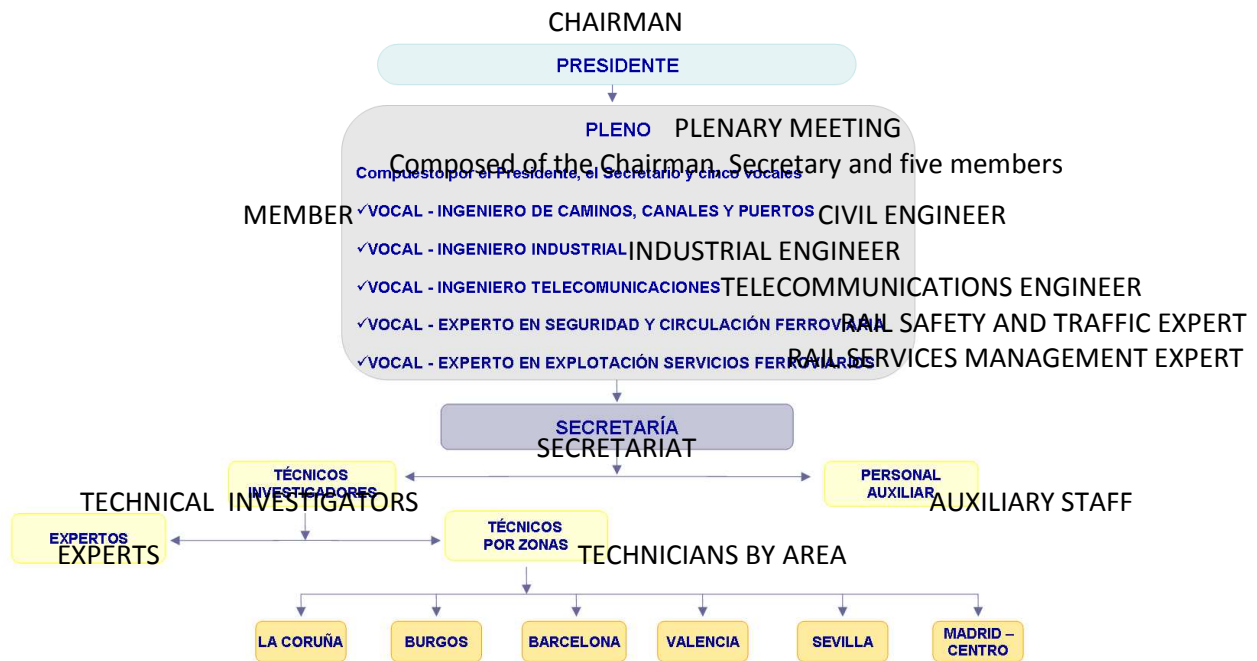 CHAIRMAN
PRESIDENTE
PLENO PLENARY MEETING
Composed of the Chairman, Secretary and five members
Compuesto por el Presidente, el Secretario y cinco vocales
MEMBER ✓VOCAL - INGENIERO DE CAMINOS, CANALES Y PUERTOS CIVIL ENGINEER
✓VOCAL - INGENIERO INDUSTRIAL INDUSTRIAL ENGINEER
✓VOCAL - INGENIERO TELECOMUNICACIONES TELECOMMUNICATIONS ENGINEER
✓VOCAL - EXPERTO EN SEGURIDAD Y CIRCULACIÓN FERROVIARIA RAIL SAFETY AND TRAFFIC EXPERT
✓VOCAL - EXPERTO EN EXPLOTACIÓN SERVICIOS FERROVIARIOS RAIL SERVICES MANAGEMENT EXPERT
SECRETARÍA
SECRETARIAT
TÉCNICOS
INVESTIGADORES
TECHNICAL INVESTIGATORS
PERSONAL
AUXILIAR
AUXILIARY STAFF
EXPERTOS
EXPERTS
TÉCNICOS
POR ZONAS
TECHNICIANS BY AREA
LA CORUÑA
BURGOS
BARCELONA
VALENCIA
SEVILLA
MADRID –
CENTRO